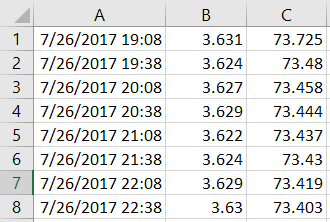 A B C
1 7/26/2017 19:08 3.631 73.725
2 7/26/2017 19:38 3.624 73.48
3 7/26/2017 20:08 3.627 73.458
4 7/26/2017 20:38 3.629 73.444
5 7/26/2017 21:08 3.622 73.437
6 7/26/2017 21:38 3.624 73.43
7 7/26/2017 22:08 3.629 73.419
8 7/26/2017 22:38 3.63 73.403